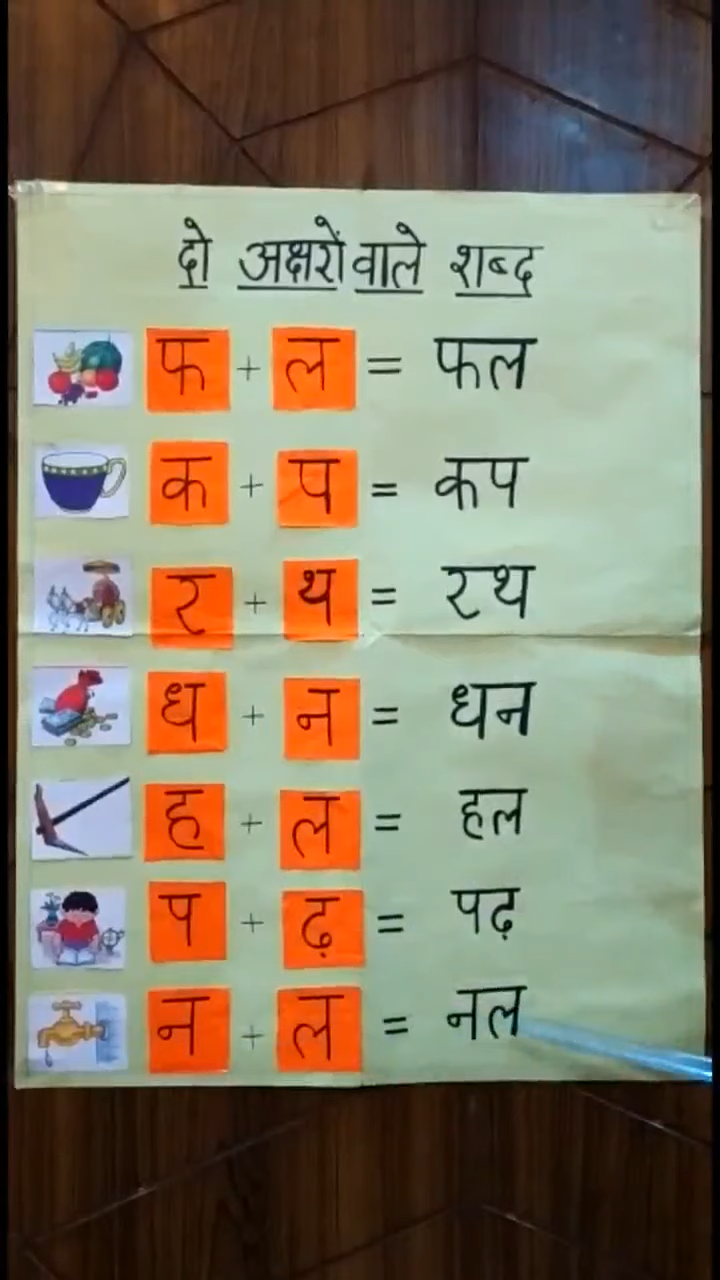 दो अक्षरों वाले शब्द
फ + ल = फल
क + प = कप
र + थ = रथ
ध + न = धन
ह + ल = हल
प + ढ़ = पढ़
न + ल = नल